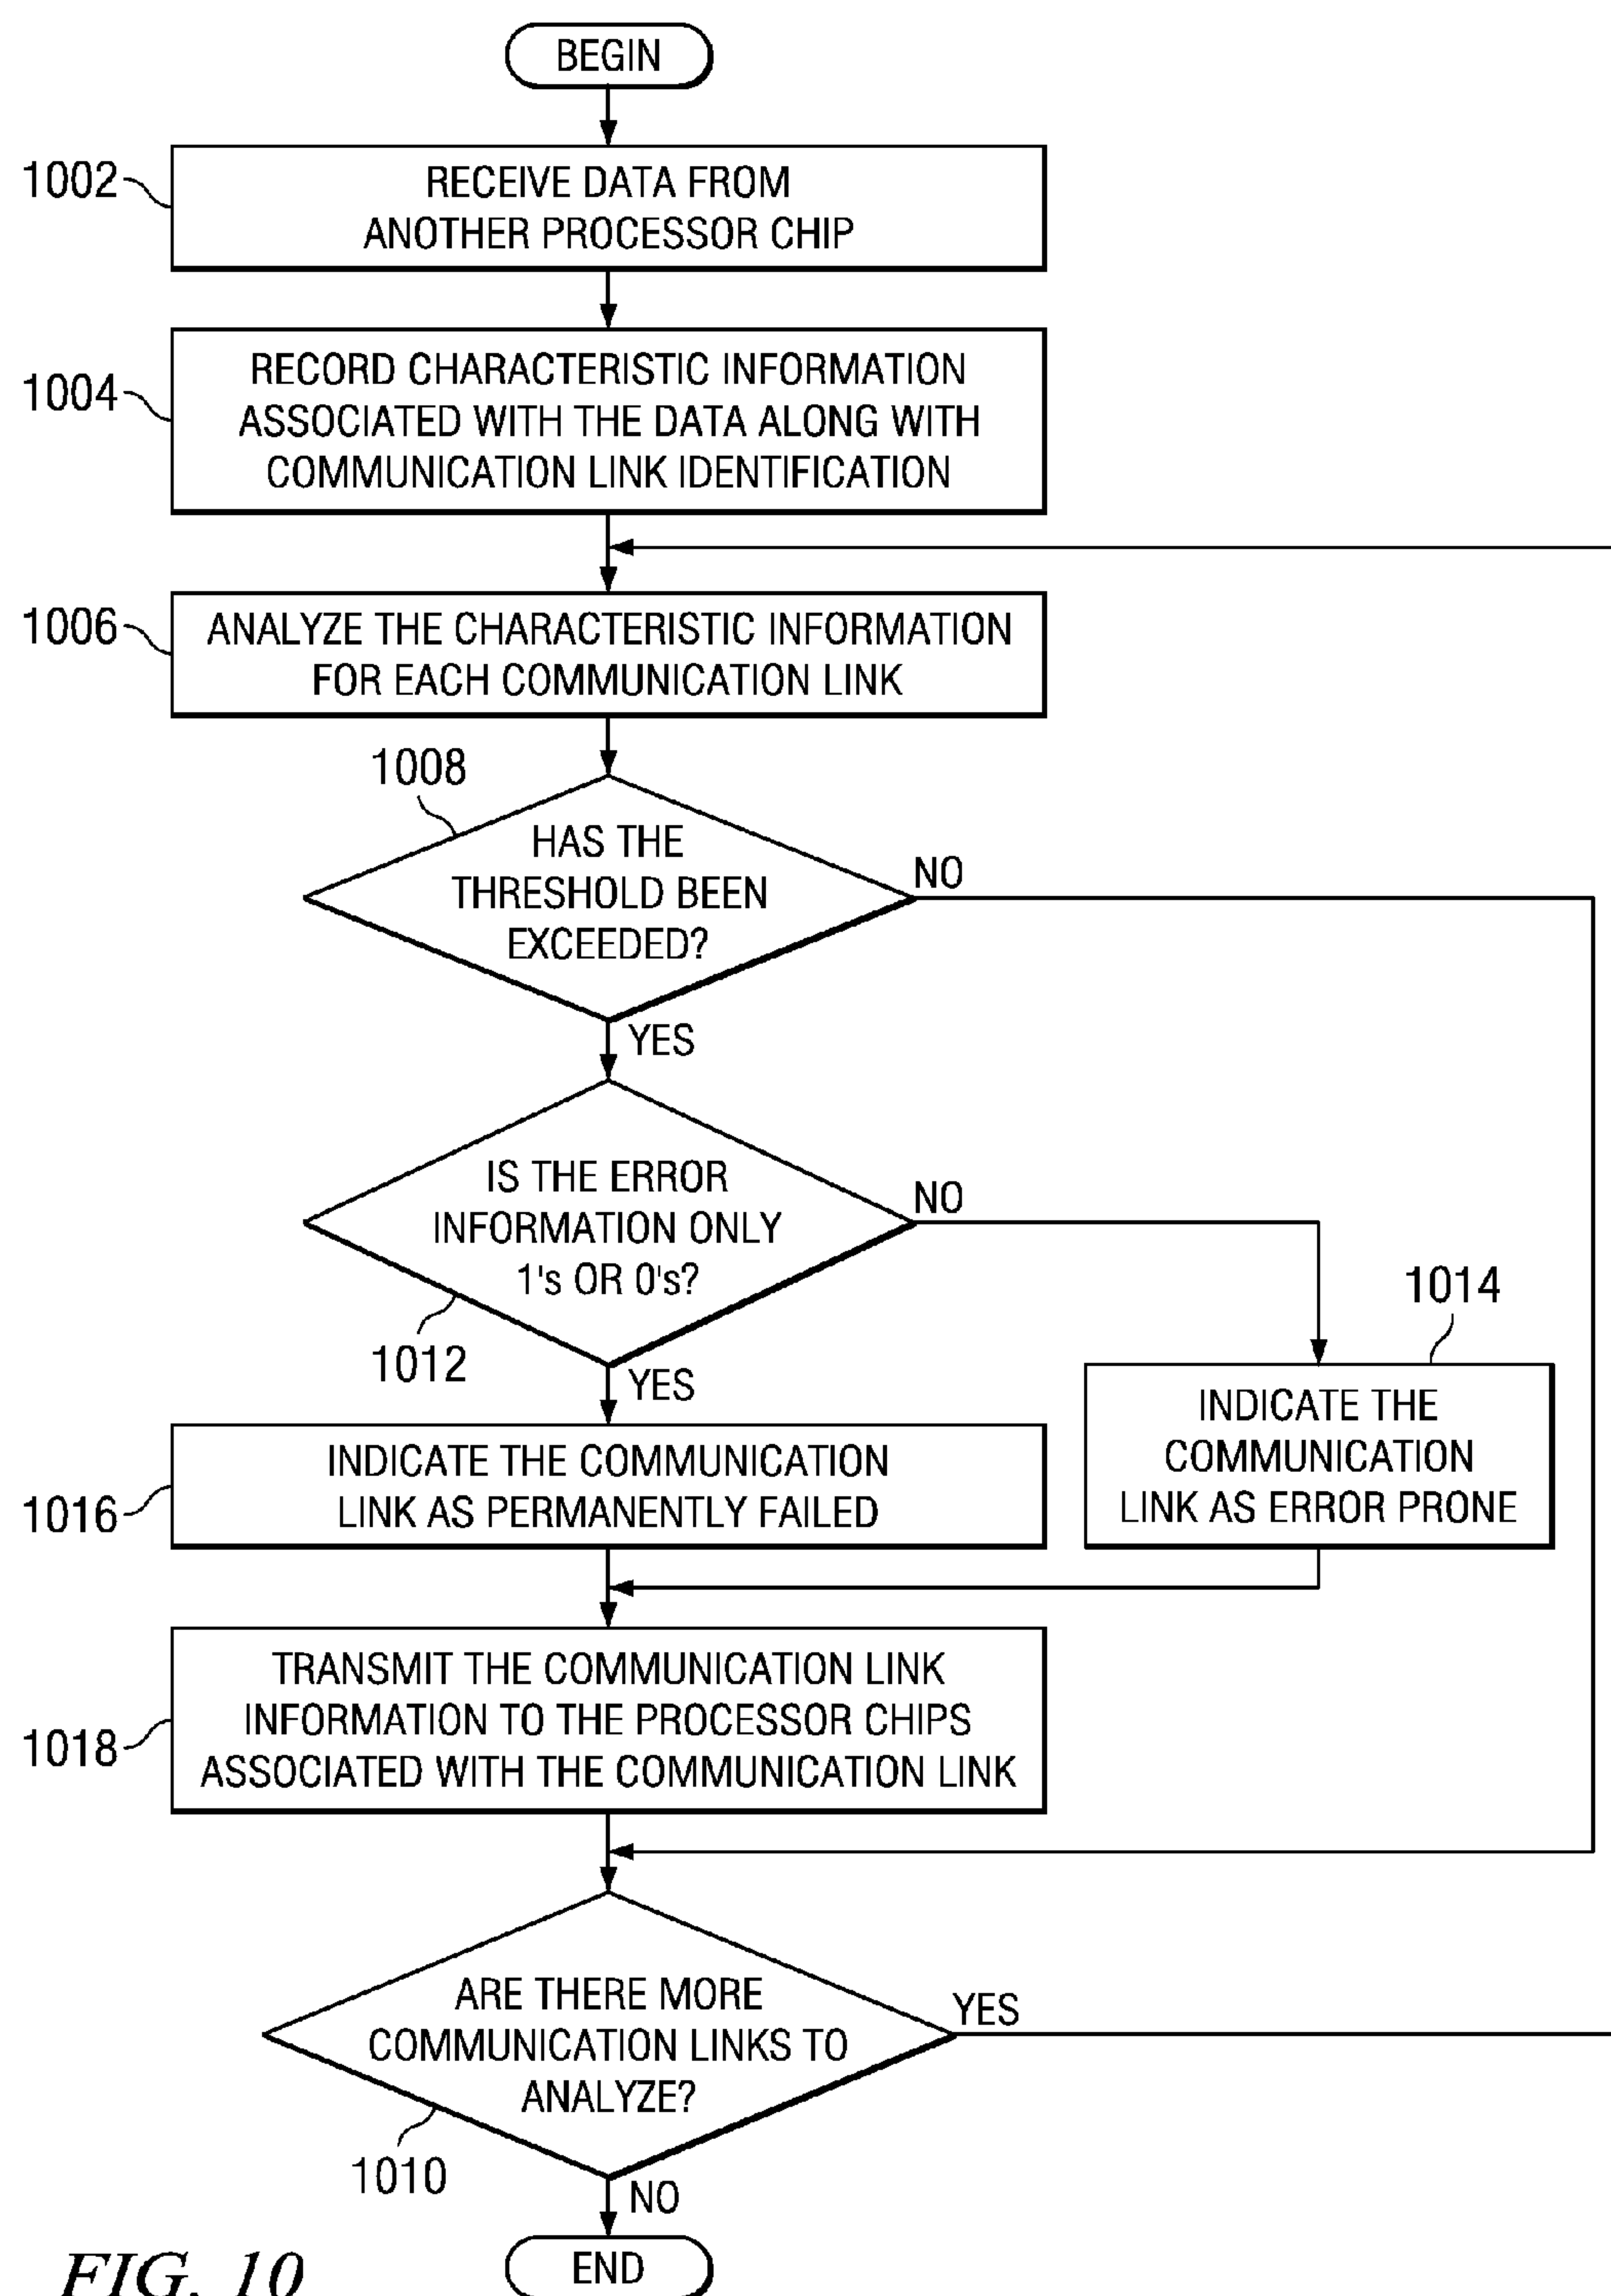 BEGIN
1002
RECEIVE DATA FROM
ANOTHER PROCESSOR CHIP
1004
RECORD CHARACTERISTIC INFORMATION
ASSOCIATED WITH THE DATA ALONG WITH
COMMUNICATION LINK IDENTIFICATION
1006
ANALYZE THE CHARACTERISTIC INFORMATION
FOR EACH COMMUNICATION LINK
1008
HAS THE
THRESHOLD BEEN
EXCEEDED?
NO
YES
IS THE ERROR
INFORMATION ONLY
1's OR 0's?
NO
1012
YES
1014
INDICATE THE
COMMUNICATION
LINK AS ERROR PRONE
1016
INDICATE THE COMMUNICATION
LINK AS PERMANENTLY FAILED
1018
TRANSMIT THE COMMUNICATION LINK
INFORMATION TO THE PROCESSOR CHIPS
ASSOCIATED WITH THE COMMUNICATION LINK
ARE THERE MORE
COMMUNICATION LINKS TO
ANALYZE?
YES
1010
NO
END
FIG. 10